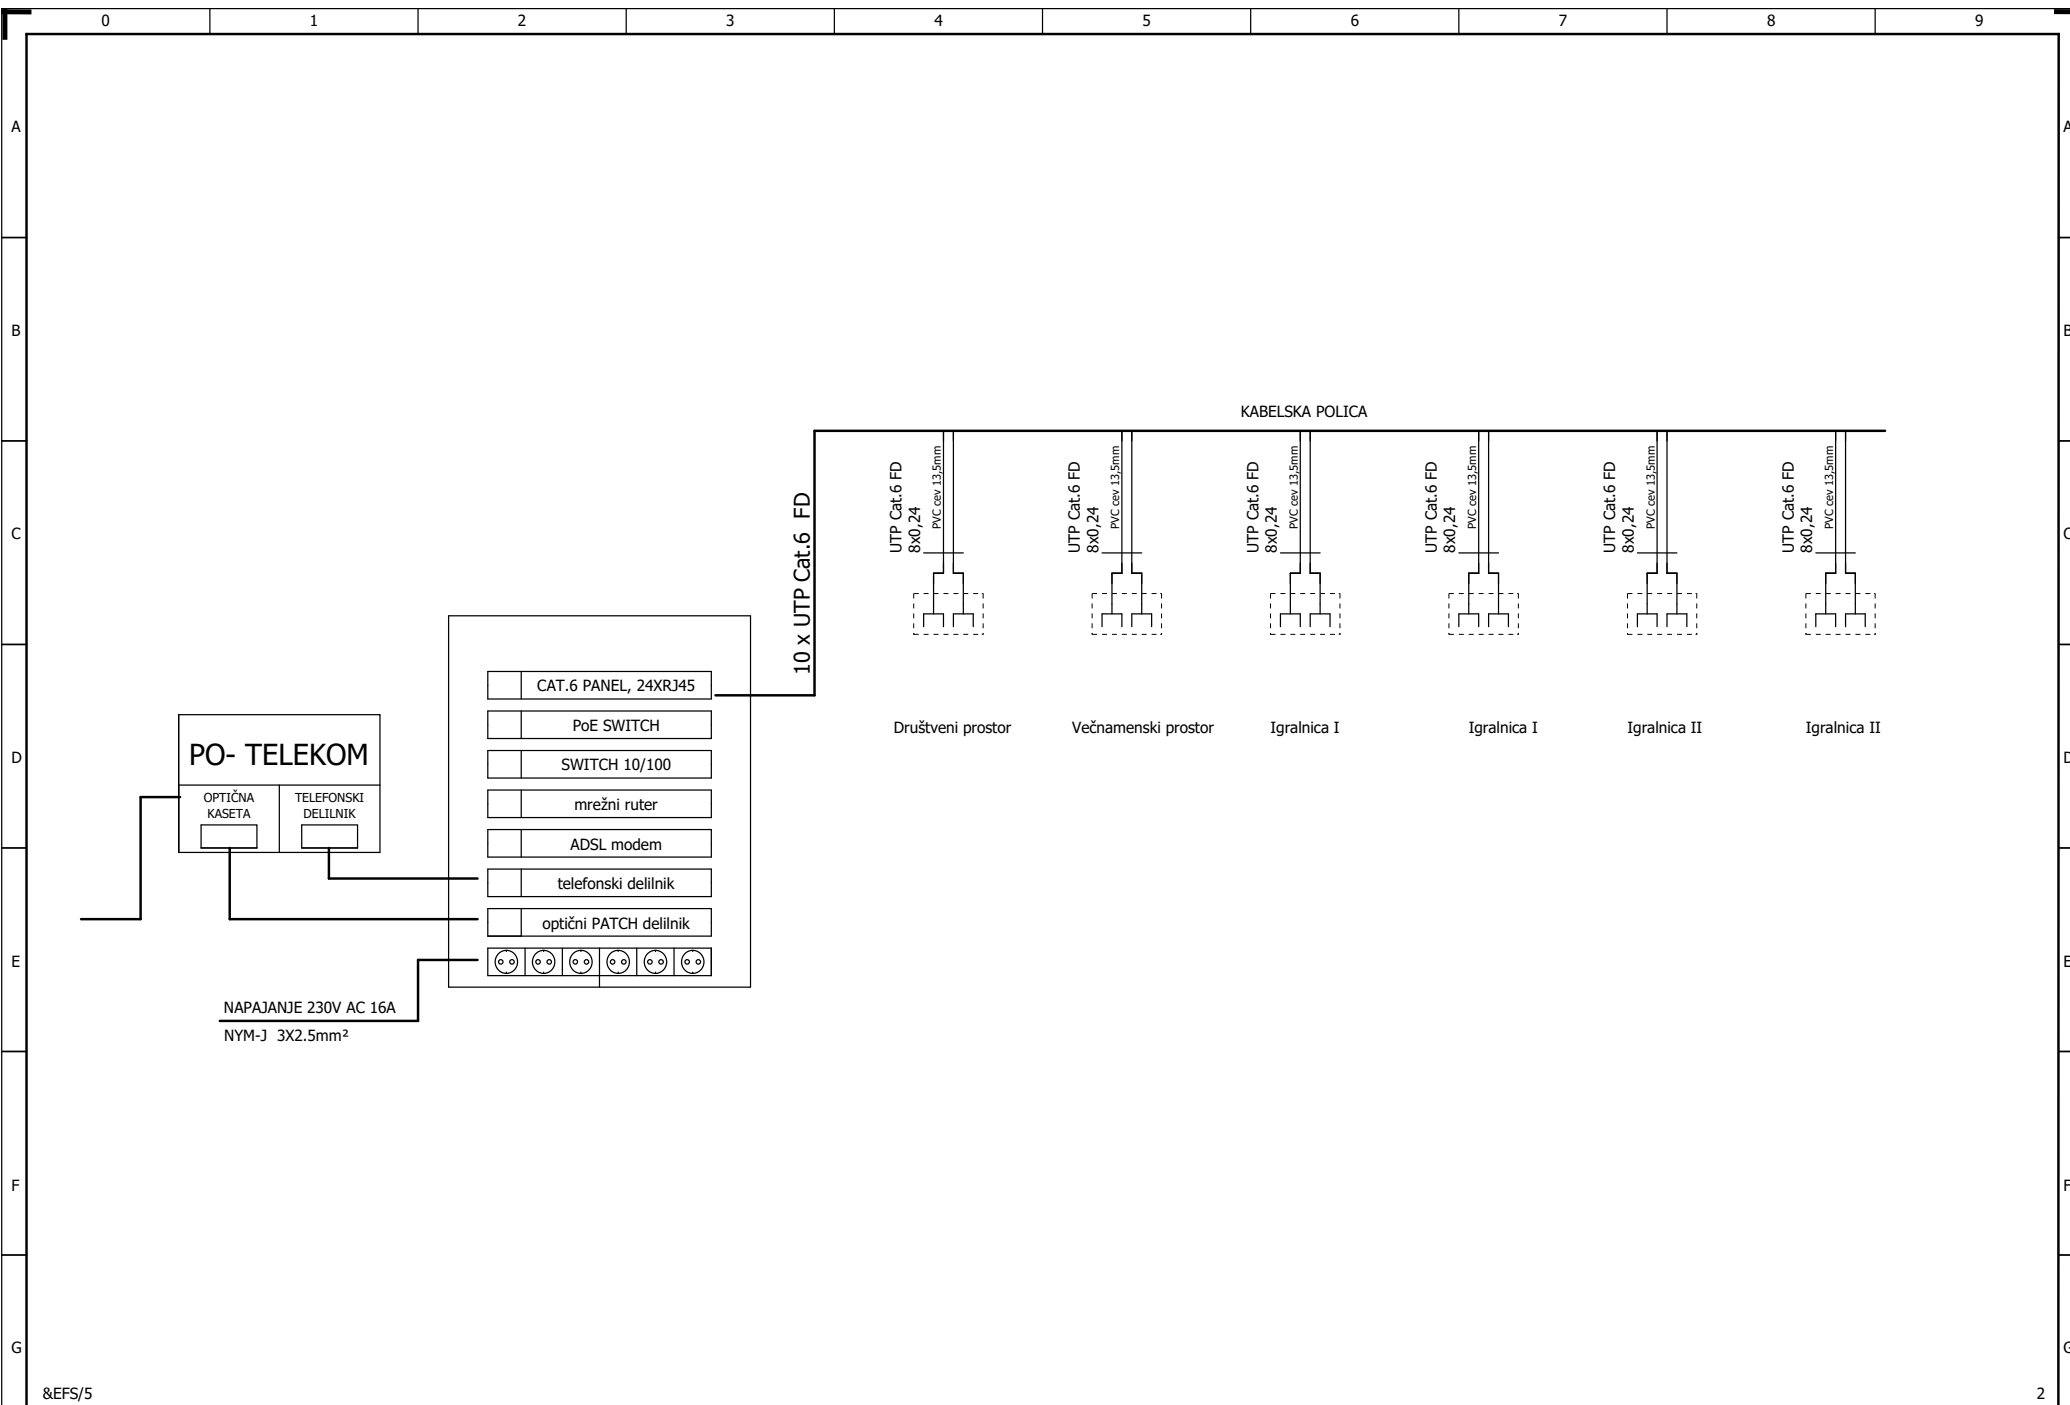 0 1 2 3 4 5 6 7 8 9
A A
B B
KABELSKA POLICA
C C
10 x UTP Cat.6 FD
UTP Cat.6 FD
8x0,24
PVC cev 13,5mm
UTP Cat.6 FD
8x0,24
PVC cev 13,5mm
UTP Cat.6 FD
8x0,24
PVC cev 13,5mm
UTP Cat.6 FD
8x0,24
PVC cev 13,5mm
UTP Cat.6 FD
8x0,24
PVC cev 13,5mm
UTP Cat.6 FD
8x0,24
PVC cev 13,5mm
Društveni prostor
Večnamenski prostor
Igralnica I
Igralnica I
Igralnica II
Igralnica II
D D
PO- TELEKOM
OPTIČNA
KASETA
TELEFONSKI
DELILNIK
CAT.6 PANEL, 24XRJ45
PoE SWITCH
SWITCH 10/100
mrežni ruter
ADSL modem
telefonski delilnik
optični PATCH delilnik
E E
NAPAJANJE 230V AC 16A
NYM-J 3X2.5mm²
F F
G G
&EFS/5
2